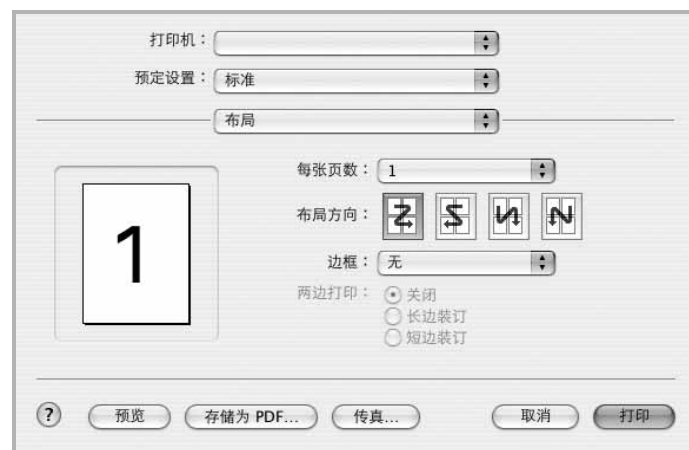 打印机：
预定设置： 标准
布局
每张页数： 1
布局方向：
边框： 无
两边打印： 关闭
长边装订
短边装订
1
? 预览 存储为 PDF... 传真... 取消 打印